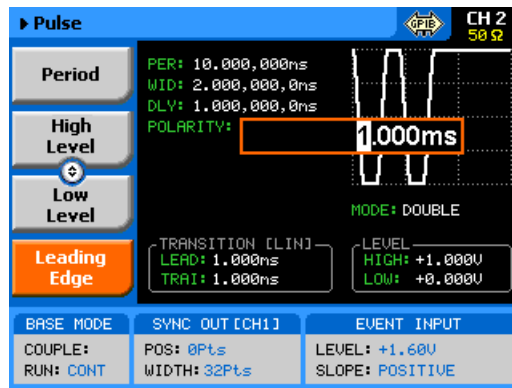 Pulse
GPIB
CH 2
50 Ω
Period
High
Level
Low
Level
Leading
Edge
PER: 10.000,000ms
WID: 2.000,000,0ms
DLY: 1.000,000,0ms
POLARITY:
1.000ms
MODE: DOUBLE
TRANSITION [LIN]
LEAD: 1.000ms
TRAI: 1.000ms
LEVEL
HIGH: +1.000V
LOW: +0.000V
BASE MODE
COUPLE:
RUN: CONT
SYNC OUT [CH1]
POS: 0Pts
WIDTH: 32Pts
EVENT INPUT
LEVEL: +1.60V
SLOPE: POSITIVE